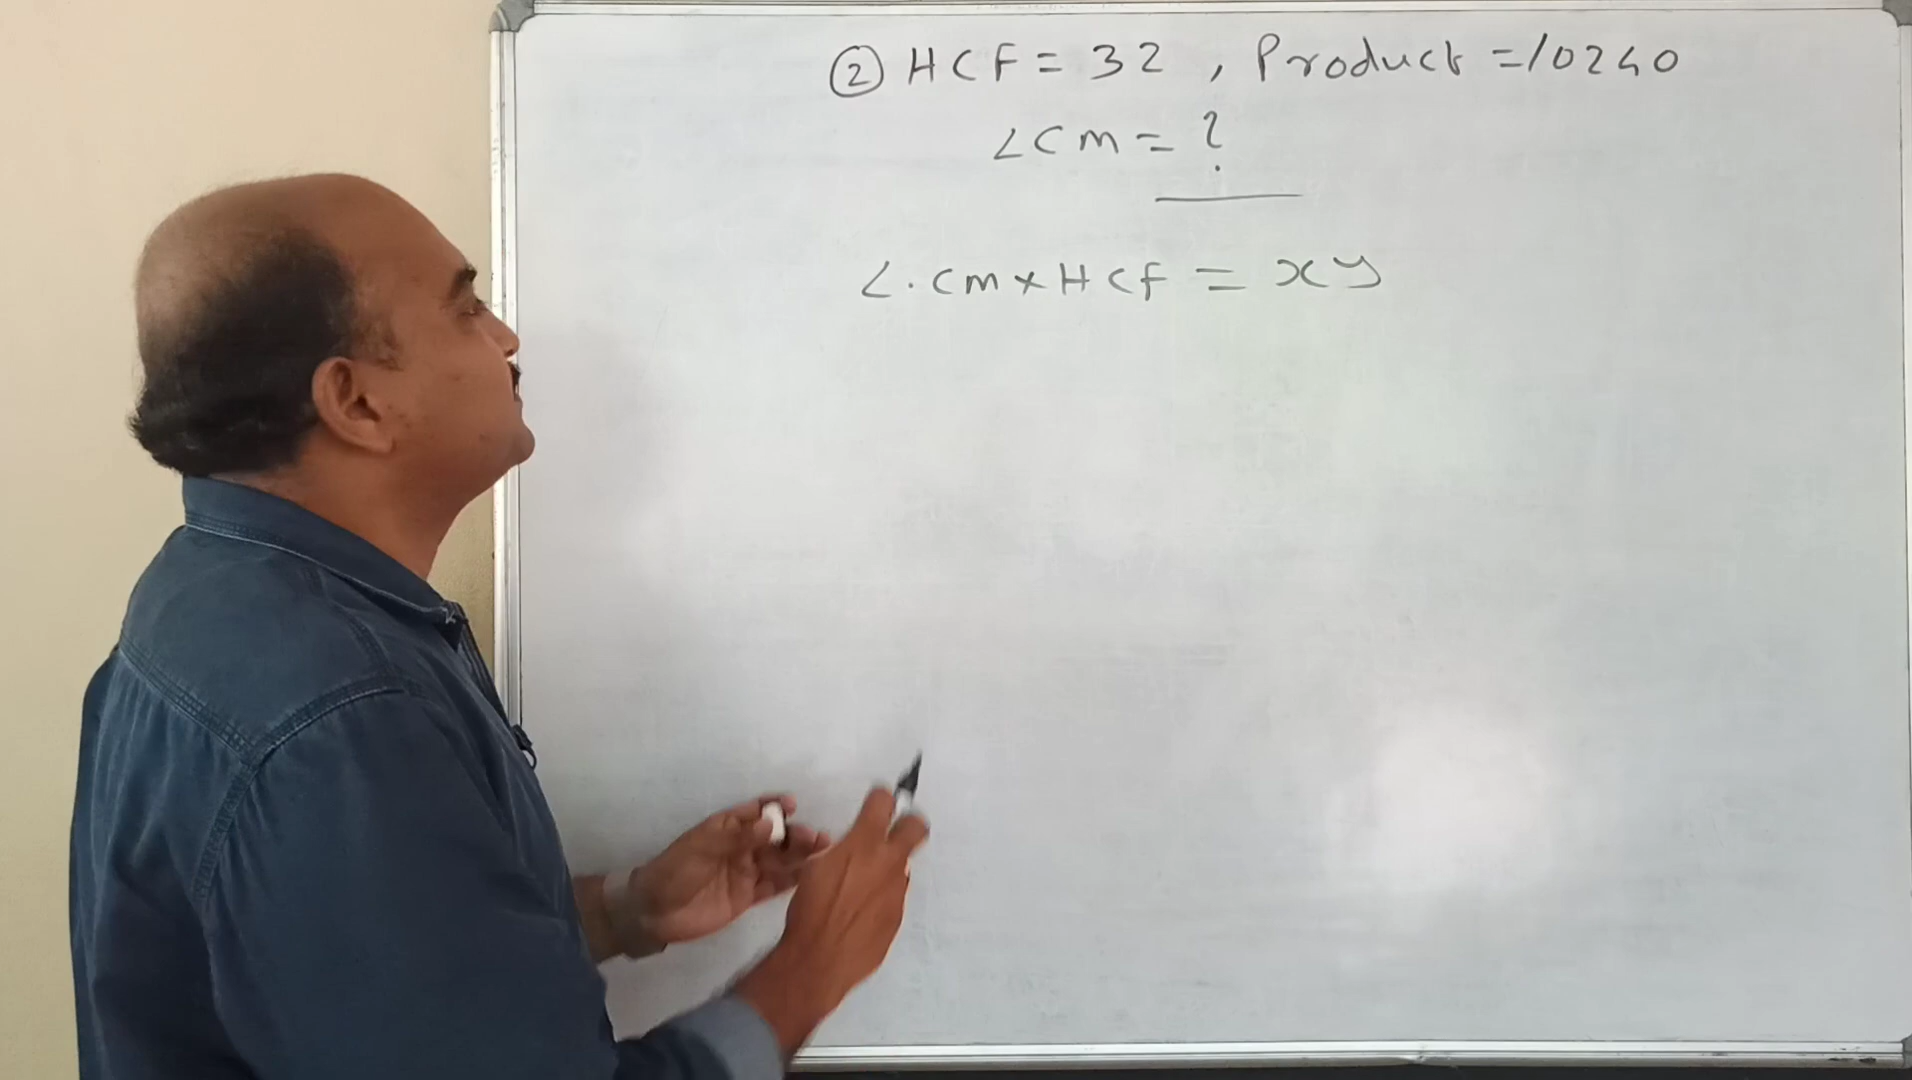 ② HCF = 32 , Product = 10240
LCM = ?
L.CM x HCF = xy